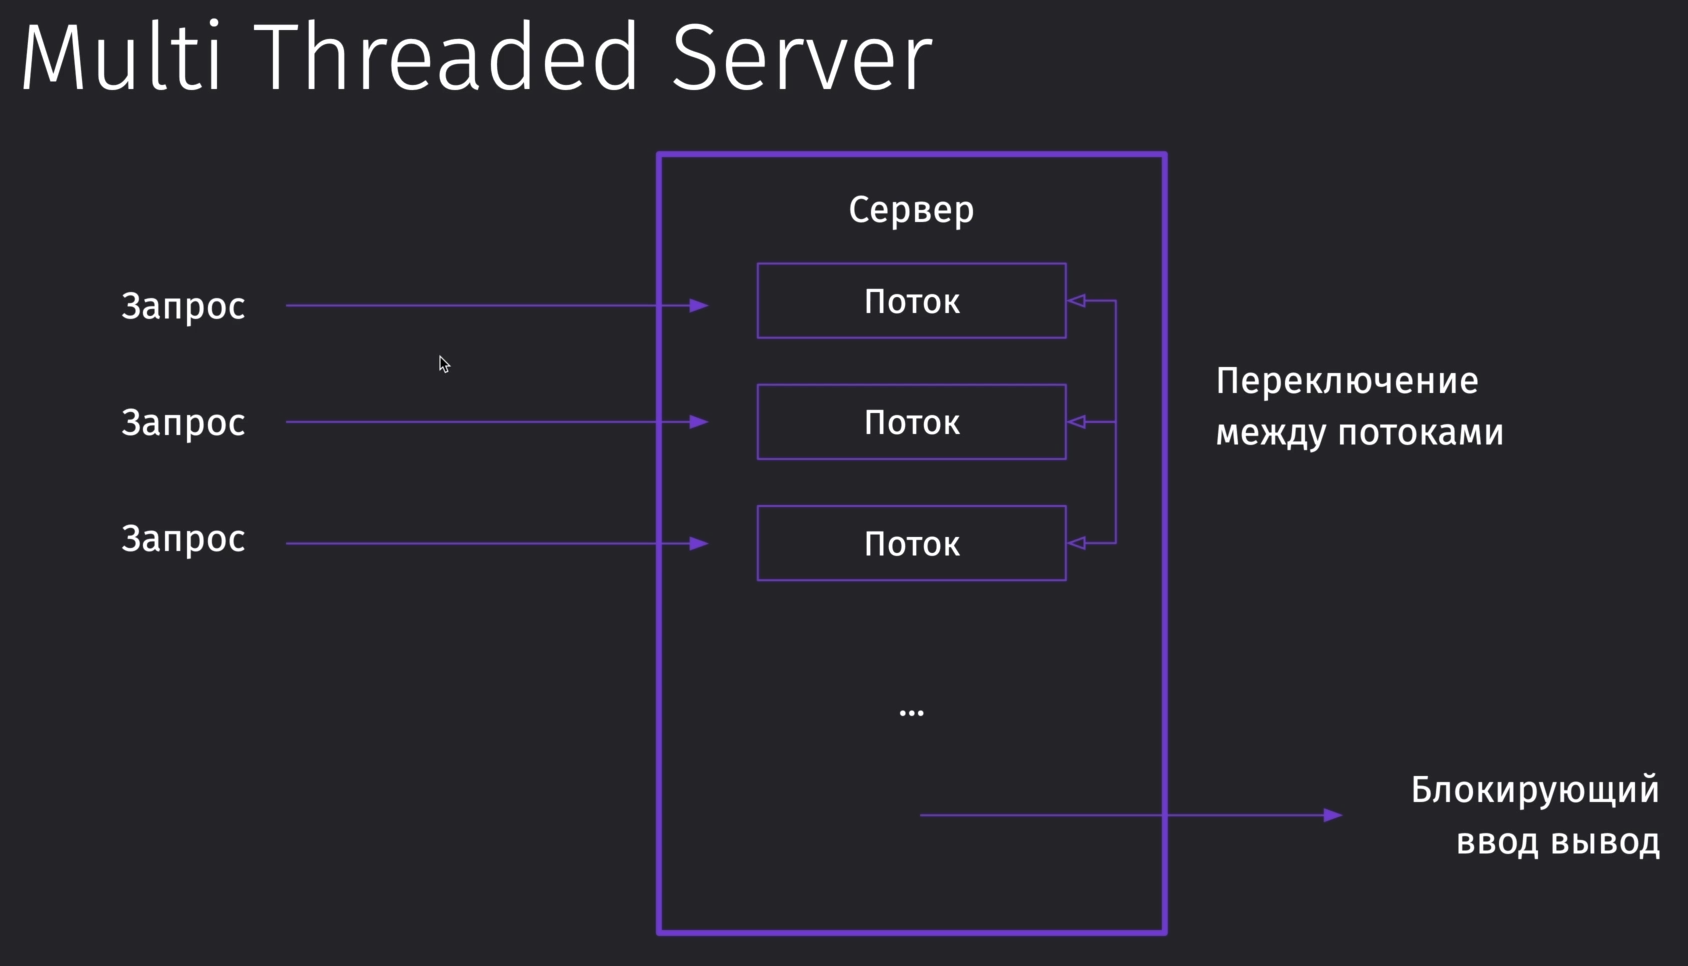 Multi Threaded Server
Сервер
Запрос
Поток
Запрос
Поток
Запрос
Поток
Переключение
между потоками
...
Блокирующий
ввод вывод